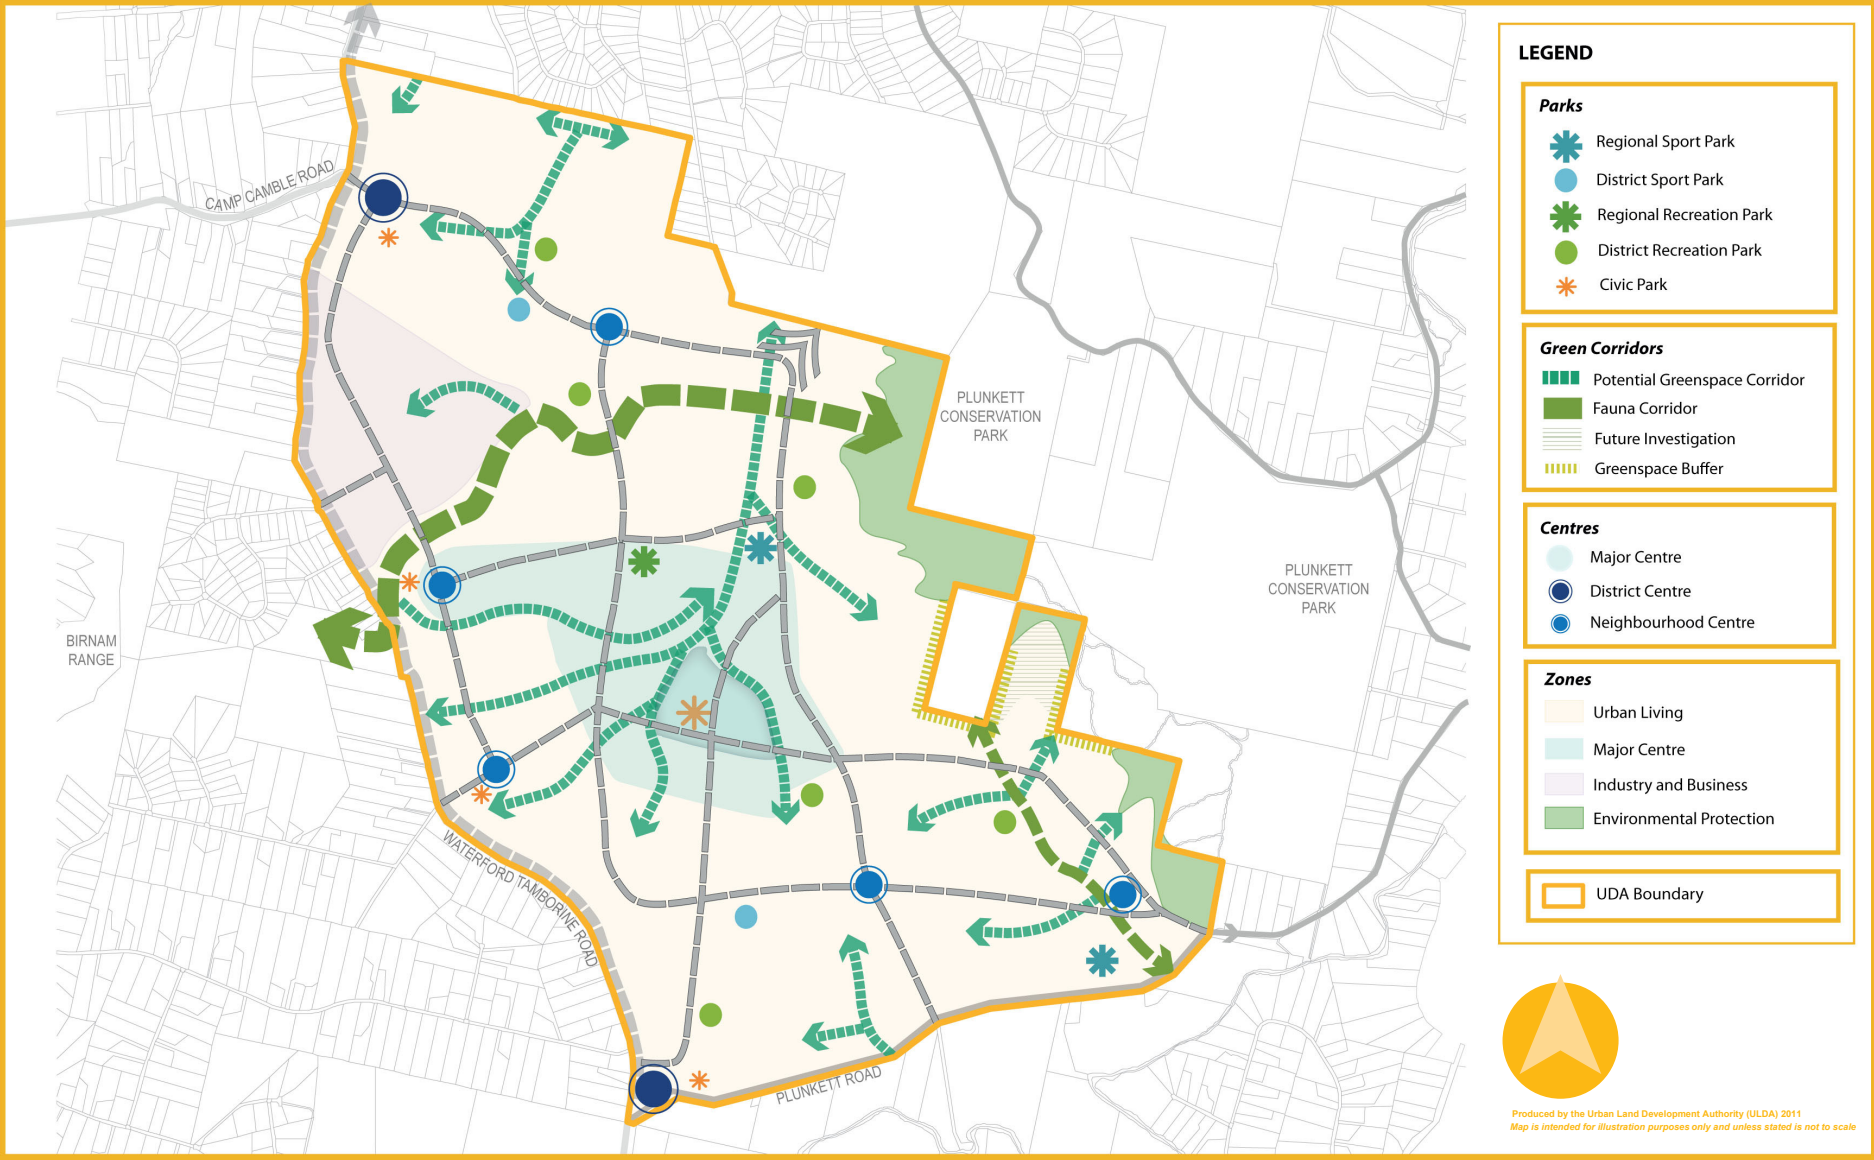 CAMP CAMBLE ROAD
PLUNKETT
CONSERVATION
PARK
PLUNKETT
CONSERVATION
PARK
BIRNAM
RANGE
WATERFORD TAMBORINE ROAD
PLUNKETT ROAD
LEGEND
Parks
Regional Sport Park
District Sport Park
Regional Recreation Park
District Recreation Park
Civic Park
Green Corridors
Potential Greenspace Corridor
Fauna Corridor
Future Investigation
Greenspace Buffer
Centres
Major Centre
District Centre
Neighbourhood Centre
Zones
Urban Living
Major Centre
Industry and Business
Environmental Protection
UDA Boundary
Produced by the Urban Land Development Authority (ULDA) 2011
Map is intended for illustration purposes only and unless stated is not to scale